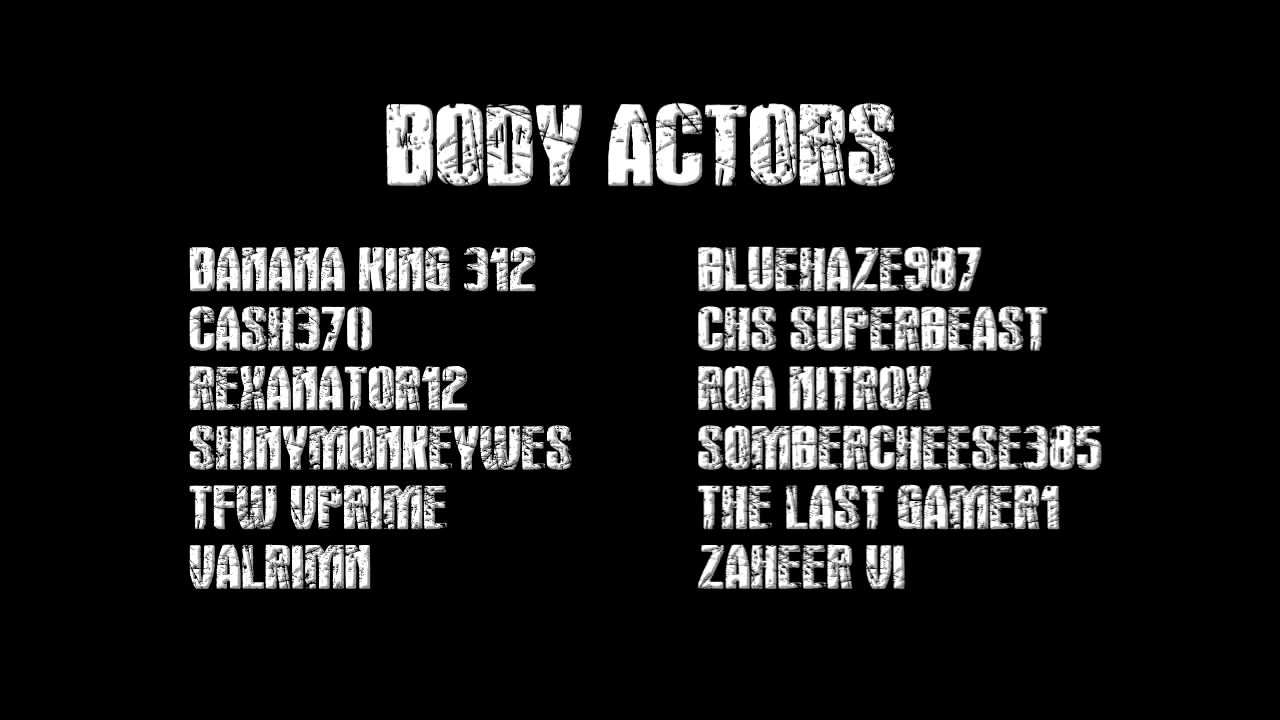 BODY ACTORS
BANANA KING 312
BLUEHAZE987
CASH370
CHS SUPERBEAST
REXANATOR12
ROA NITROX
SHINYMONKEYWES
SOMBERCHEESE385
TFW VPRIME
THE LAST GAMER1
VALRIMN
ZAHEER VI